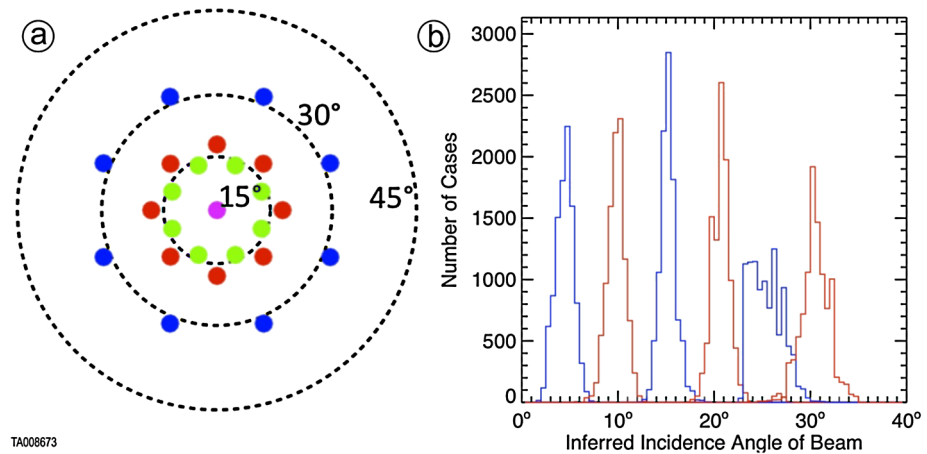 a
30°
15°
45°
TA008673
b
Number of Cases
3000
2500
2000
1500
1000
500
0
0° 10° 20° 30° 40°
Inferred Incidence Angle of Beam